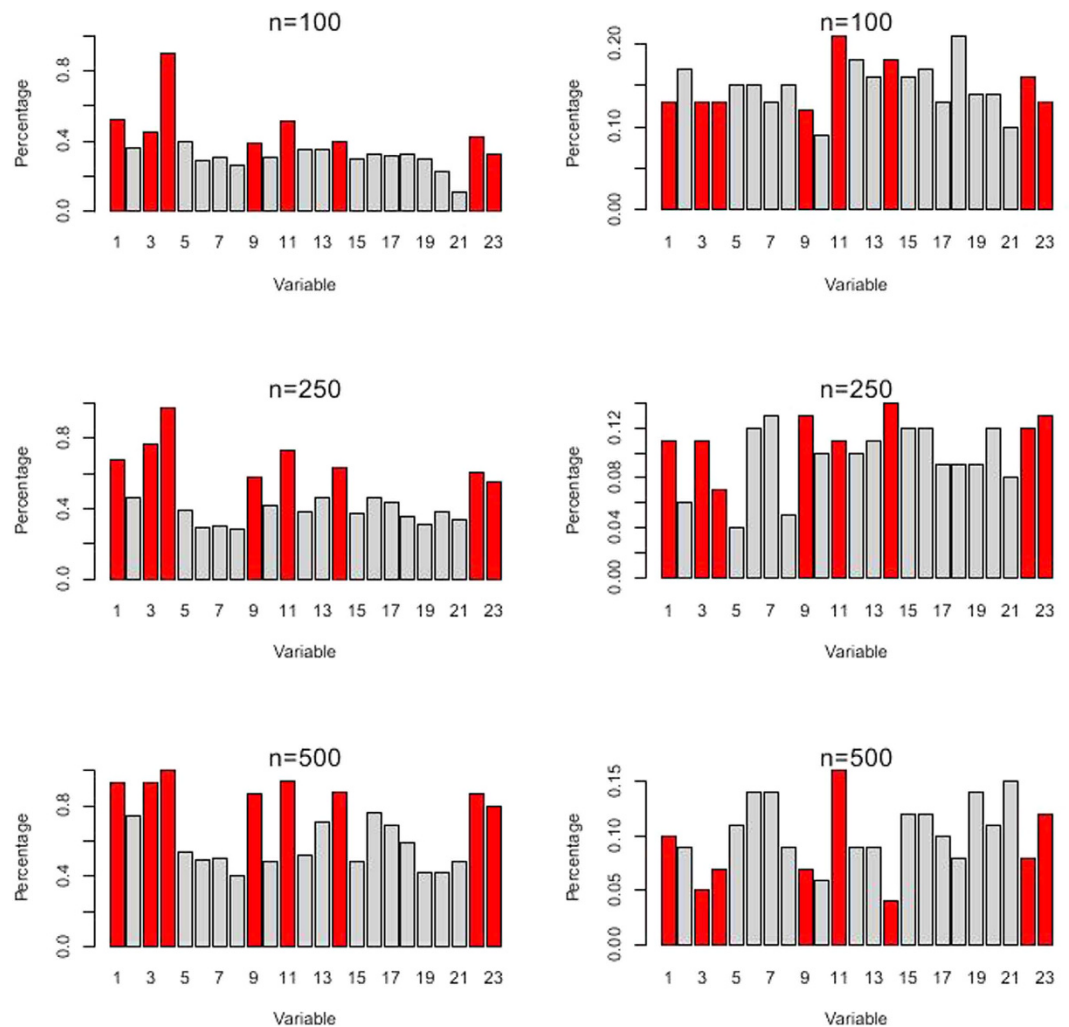 n=100
Percentage
0.0 0.4 0.8
1 3 5 7 9 11 13 15 17 19 21 23
Variable
n=100
Percentage
0.00 0.10 0.20
1 3 5 7 9 11 13 15 17 19 21 23
Variable
n=250
Percentage
0.0 0.4 0.8
1 3 5 7 9 11 13 15 17 19 21 23
Variable
n=250
Percentage
0.00 0.04 0.08 0.12
1 3 5 7 9 11 13 15 17 19 21 23
Variable
n=500
Percentage
0.0 0.4 0.8
1 3 5 7 9 11 13 15 17 19 21 23
Variable
n=500
Percentage
0.00 0.05 0.10 0.15
1 3 5 7 9 11 13 15 17 19 21 23
Variable